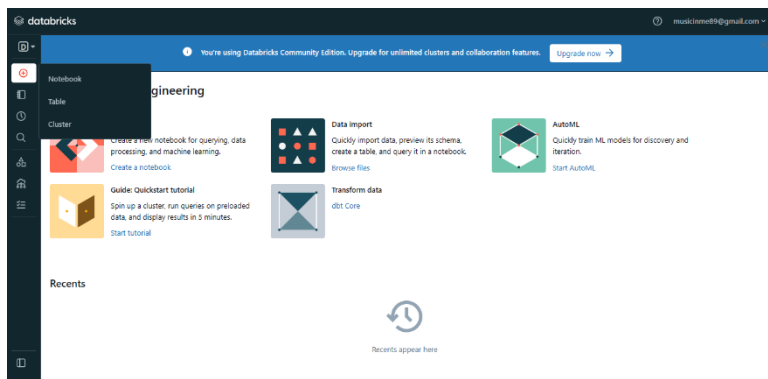 databricks
musicinme89@gmail.com
D
You're using Databricks Community Edition. Upgrade for unlimited clusters and collaboration features.
Upgrade now →
Notebook
Table
Cluster
gineering
Create a new notebook for querying, data
processing, and machine learning.
Create a notebook
Data import
Quickly import data, preview its schema,
create a table, and query it in a notebook.
Browse files
AutoML
Quickly train ML models for discovery and
iteration.
Start AutoML
Guide: Quickstart tutorial
Spin up a cluster, run queries on preloaded
data, and display results in 5 minutes.
Start tutorial
Transform data
dbt Core
Recents
Recents appear here